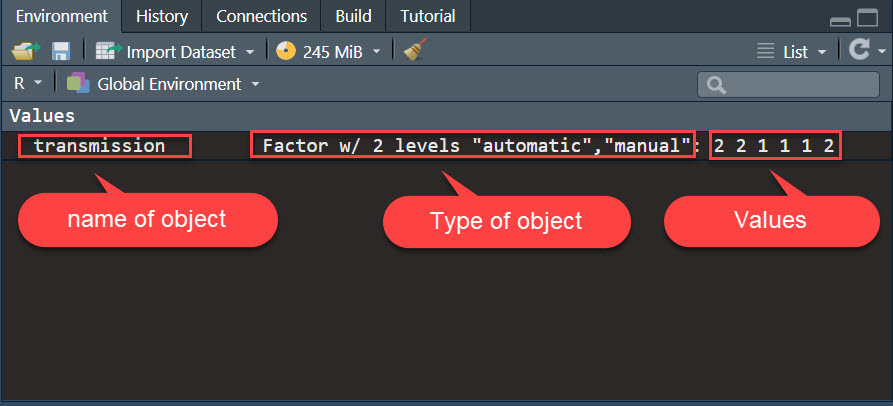 Environment History Connections Build Tutorial
Import Dataset 245 MiB List
R Global Environment
Values
transmission Factor w/ 2 levels "automatic","manual": 2 2 1 1 1 2
name of object Type of object Values